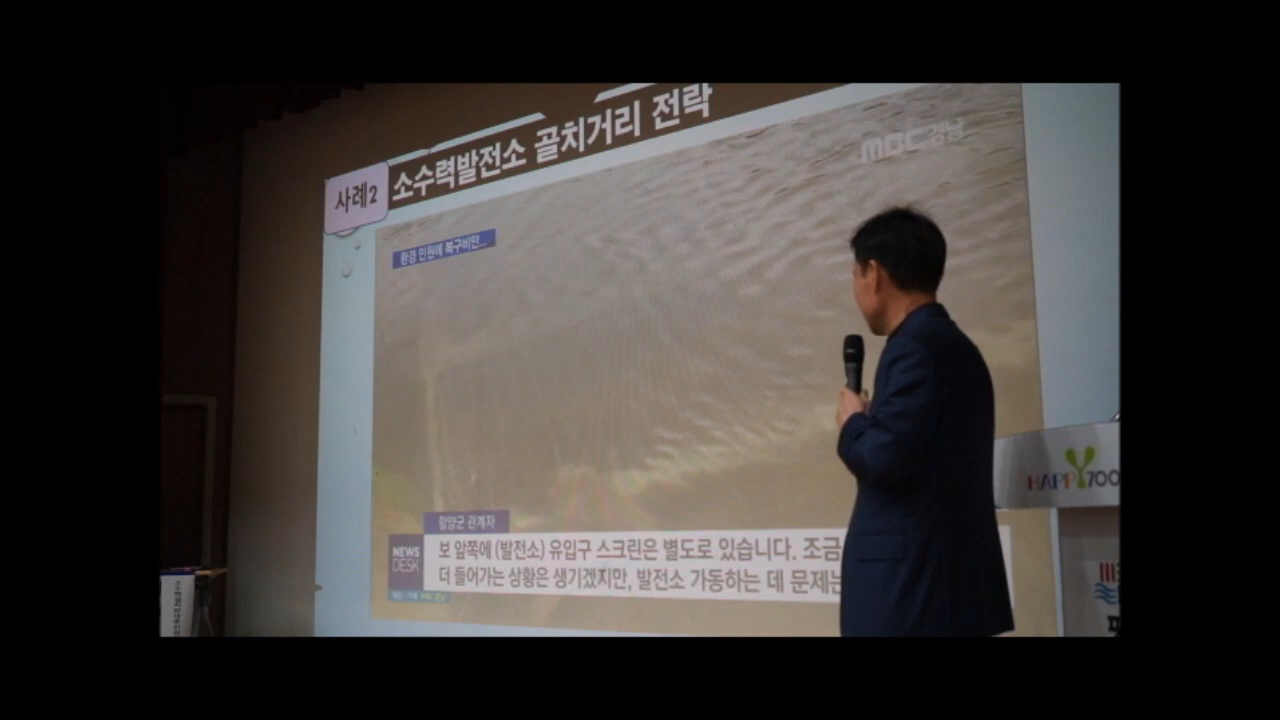 사례2
소수력발전소 골치거리 전락
MBC경남
환경 민원에 복구비만...
함양군 관계자
NEWS
DESK
보 앞쪽에 (발전소) 유입구 스크린은 별도로 있습니다. 조금
더 들어가는 상황은 생기겠지만, 발전소 가동하는 데 문제는
HAPPY700